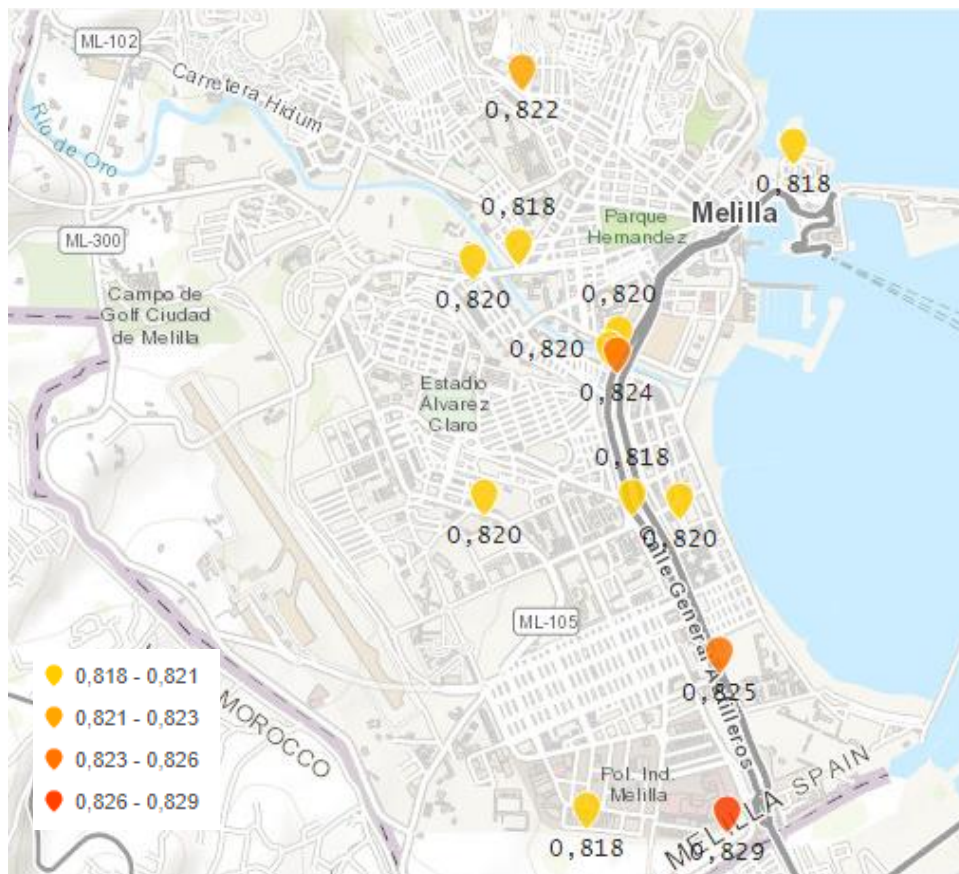 ML-102
Carretera Hidum
Río de Oro
0,822
0,818
0,818
Parque
Hernandez
Melilla
ML-300
0,820
0,820
Campo de
Golf Ciudad
de Melilla
0,820
Estadio
Alvarez
Claro
0,824
0,818
0,820
0,820
Calle General Astilleros
ML-105
0,825
0,818 - 0,821
0,821 - 0,823
0,823 - 0,826
0,826 - 0,829
MOROCCO
Pol. Ind.
Melilla
SPAIN
MELILLA
0,818
0,829